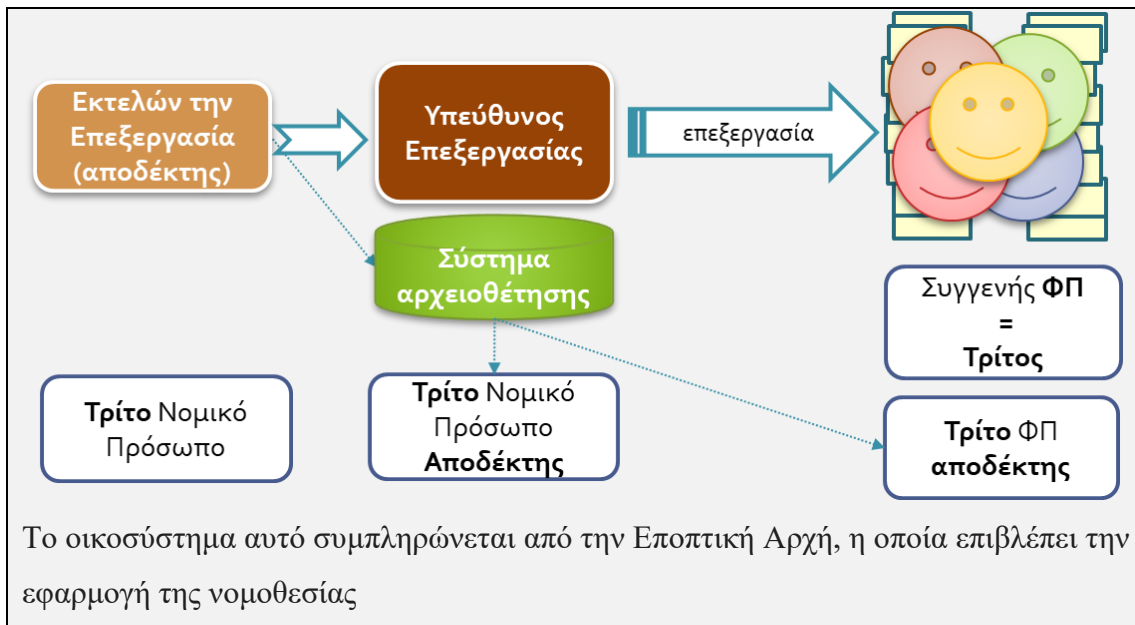 Εκτελών την
Επεξεργασία
(αποδέκτης)
Υπεύθυνος
Επεξεργασίας
επεξεργασία
Σύστημα
αρχειοθέτησης
Συγγενής ΦΠ
=
Τρίτος
Τρίτο Νομικό
Πρόσωπο
Τρίτο Νομικό
Πρόσωπο
Αποδέκτης
Τρίτο ΦΠ
αποδέκτης
Το οικοσύστημα αυτό συμπληρώνεται από την Εποπτική Αρχή, η οποία επιβλέπει την
εφαρμογή της νομοθεσίας